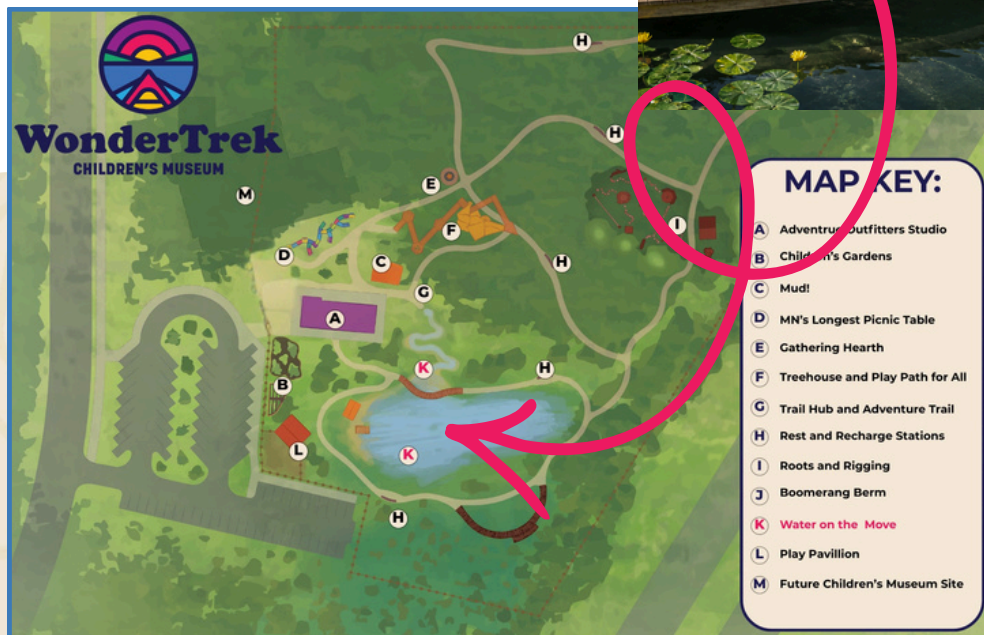 WonderTrek
CHILDREN'S MUSEUM
H
H
E
M
F
I
D
C
H
G
A
K
H
B
L
K
H
MAP KEY:
A Adventrue Outfitters Studio
B Children's Gardens
C Mud!
D MN's Longest Picnic Table
E Gathering Hearth
F Treehouse and Play Path for All
G Trail Hub and Adventure Trail
H Rest and Recharge Stations
I Roots and Rigging
J Boomerang Berm
K Water on the Move
L Play Pavillion
M Future Children's Museum Site